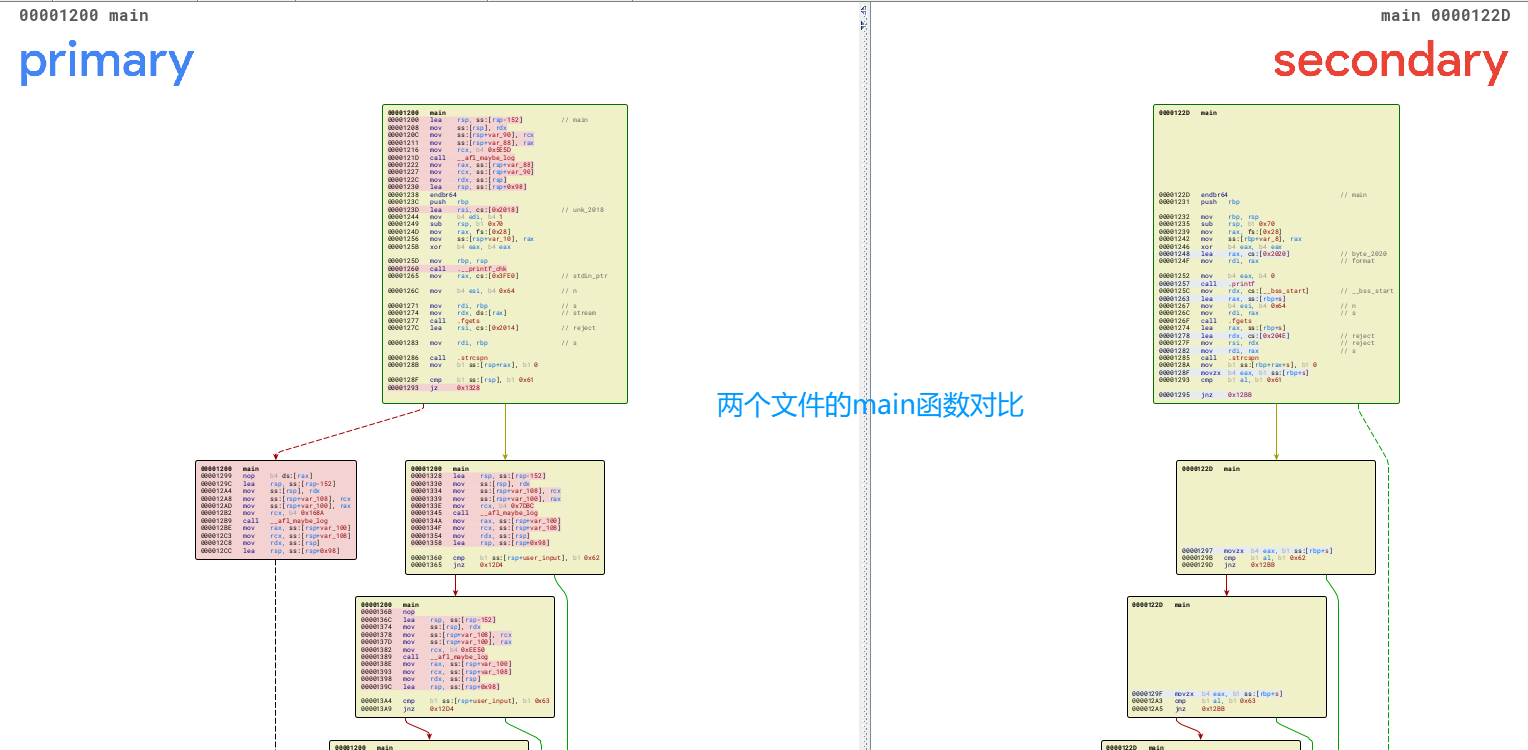 00001200 main
main 0000122D
primary
secondary
00001200 main
00001200 lea rsp, ss:[rsp-152] // main
00001208 mov ss:[rsp], rdx
0000120C mov ss:[rsp+var_90], rcx
00001211 mov ss:[rsp+var_88], rax
00001216 mov rcx, b4 0x5E5D
0000121D call __afl_maybe_log
00001222 mov rax, ss:[rsp+var_88]
00001227 mov rcx, ss:[rsp+var_90]
0000122C mov rdx, ss:[rsp]
00001230 lea rsp, ss:[rsp+0x98]
00001238 endbr64
0000123C push rbp
0000123D lea rsi, cs:[0x2018] // unk_2018
00001244 mov b4 edi, b4 1
00001249 sub rsp, b1 0x70
0000124D mov rax, fs:[0x28]
00001256 mov ss:[rsp+var_10], rax
0000125B xor b4 eax, b4 eax
0000125D mov rbp, rsp
00001260 call .__printf_chk
00001265 mov rax, cs:[0x3FE0] // stdin_ptr
0000126C mov b4 esi, b4 0x64 // n
00001271 mov rdi, rbp // s
00001274 mov rdx, ds:[rax] // stream
00001277 call .fgets
0000127C lea rsi, cs:[0x2014] // reject
00001283 mov rdi, rbp // s
00001286 call .strcspn
0000128B mov b1 ss:[rsp+rax], b1 0
0000128F cmp b1 ss:[rsp], b1 0x61
00001293 jz 0x1328
0000122D main
0000122D endbr64 // main
00001231 push rbp
00001232 mov rbp, rsp
00001235 sub rsp, b1 0x70
00001239 mov rax, fs:[0x28]
00001242 mov ss:[rbp+var_8], rax
00001246 xor b4 eax, b4 eax
00001248 lea rax, cs:[0x2020] // byte_2020
0000124F mov rdi, rax // format
00001252 mov b4 eax, b4 0
00001257 call .printf
0000125C mov rdx, cs:[__bss_start] // __bss_start
00001263 lea rax, ss:[rbp+s]
00001267 mov b4 esi, b4 0x64 // n
0000126C mov rdi, rax // s
0000126F call .fgets
00001274 lea rax, ss:[rbp+s]
00001278 lea rdx, cs:[0x204E] // reject
0000127F mov rsi, rdx // reject
00001282 mov rdi, rax // s
00001285 call .strcspn
0000128A mov b1 ss:[rbp+rax+s], b1 0
0000128F movzx b4 eax, b1 ss:[rbp+s]
00001293 cmp b1 al, b1 0x61
00001295 jnz 0x12BB
两个文件的main函数对比
00001200 main
00001299 nop b4 ds:[rax]
0000129C lea rsp, ss:[rsp-152]
000012A4 mov ss:[rsp], rdx
000012A8 mov ss:[rsp+var_108], rcx
000012AD mov ss:[rsp+var_100], rax
000012B2 mov rcx, b4 0x168A
000012B9 call __afl_maybe_log
000012BE mov rax, ss:[rsp+var_100]
000012C3 mov rcx, ss:[rsp+var_108]
000012C8 mov rdx, ss:[rsp]
000012CC lea rsp, ss:[rsp+0x98]
00001200 main
00001328 lea rsp, ss:[rsp-152]
00001330 mov ss:[rsp], rdx
00001334 mov ss:[rsp+var_108], rcx
00001339 mov ss:[rsp+var_100], rax
0000133E mov rcx, b4 0x7DBC
00001345 call __afl_maybe_log
0000134A mov rax, ss:[rsp+var_100]
0000134F mov rcx, ss:[rsp+var_108]
00001354 mov rdx, ss:[rsp]
00001358 lea rsp, ss:[rsp+0x98]
00001360 cmp b1 ss:[rsp+user_input], b1 0x62
00001365 jnz 0x12D4
0000122D main
00001297 movzx b4 eax, b1 ss:[rbp+s]
0000129B cmp b1 al, b1 0x62
0000129D jnz 0x12BB
00001200 main
0000136B nop
0000136C lea rsp, ss:[rsp-152]
00001374 mov ss:[rsp], rdx
00001378 mov ss:[rsp+var_108], rcx
0000137D mov ss:[rsp+var_100], rax
00001382 mov rcx, b4 0xEE50
00001389 call __afl_maybe_log
0000138E mov rax, ss:[rsp+var_100]
00001393 mov rcx, ss:[rsp+var_108]
00001398 mov rdx, ss:[rsp]
0000139C lea rsp, ss:[rsp+0x98]
000013A4 cmp b1 ss:[rsp+user_input], b1 0x63
000013A9 jnz 0x12D4
0000122D main
0000129F movzx b4 eax, b1 ss:[rbp+s]
000012A3 cmp b1 al, b1 0x63
000012A5 jnz 0x12BB
00001200 main
0000122D main